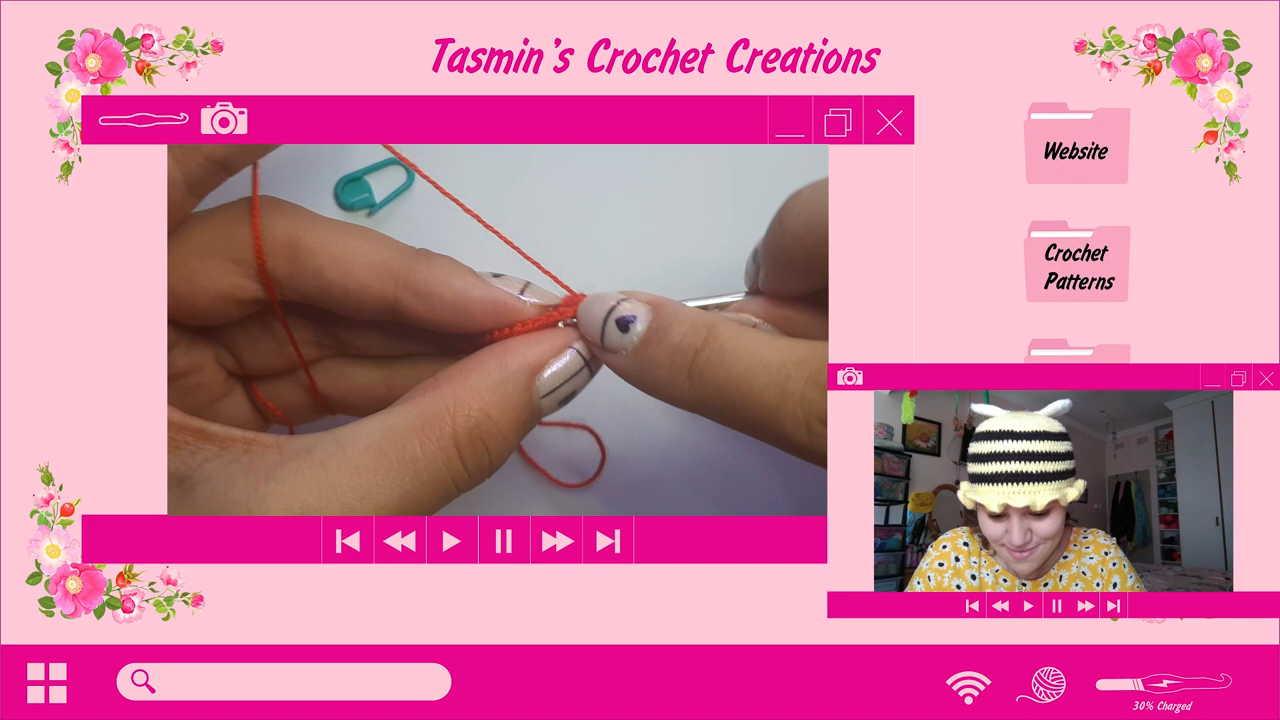 Tasmin's Crochet Creations
Website
Crochet
Patterns
30% Charged